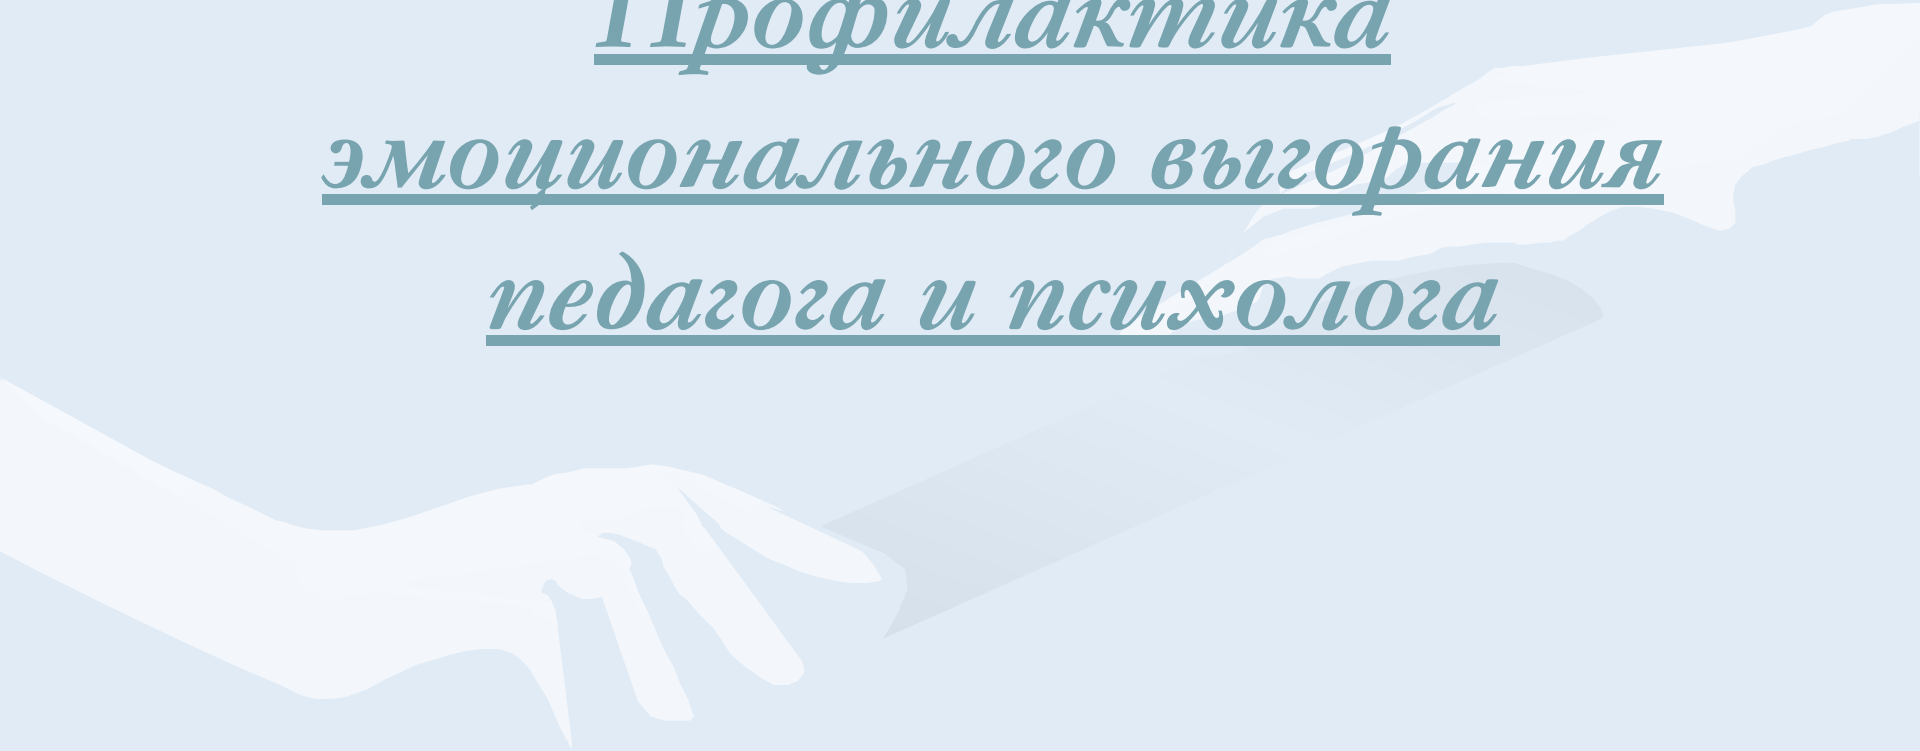 Профилактика
эмоционального выгорания
педагога и психолога